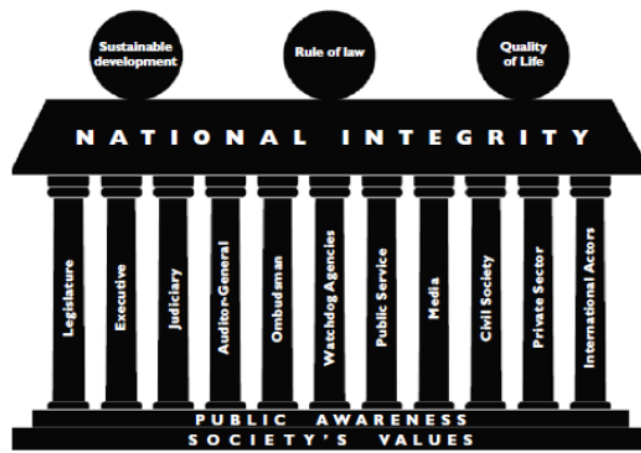 Sustainable
development
Rule of law
Quality
of Life
NATIONAL INTEGRITY
Legislature
Executive
Judiciary
Auditor-General
Ombudsman
Watchdog Agencies
Public Service
Media
Civil Society
Private Sector
International Actors
PUBLIC AWARENESS
SOCIETY'S VALUES